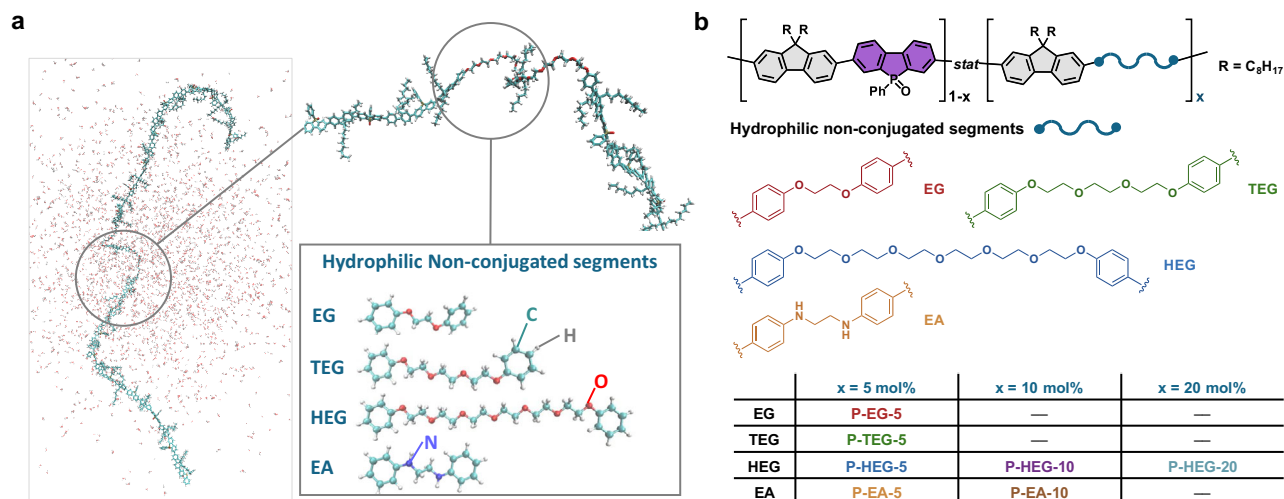 a
Hydrophilic Non-conjugated segments
EG
C
H
TEG
O
HEG
N
EA
b
R R
R R
stat
R = C₈H₁₇
P O
Ph
1-x
x
Hydrophilic non-conjugated segments
O
O
EG
O
O
O
O
TEG
O
O
O
O
O
O
O
HEG
H
N
N
H
EA
x = 5 mol% x = 10 mol% x = 20 mol%
EG P-EG-5 — —
TEG P-TEG-5 — —
HEG P-HEG-5 P-HEG-10 P-HEG-20
EA P-EA-5 P-EA-10 —